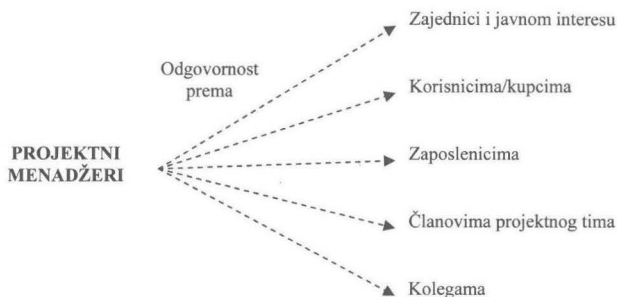 Zajednici i javnom interesu
Odgovornost
prema
Korisnicima/kupcima
PROJEKTNI
MENADŽERI
Zaposlenicima
Članovima projektnog tima
Kolegama